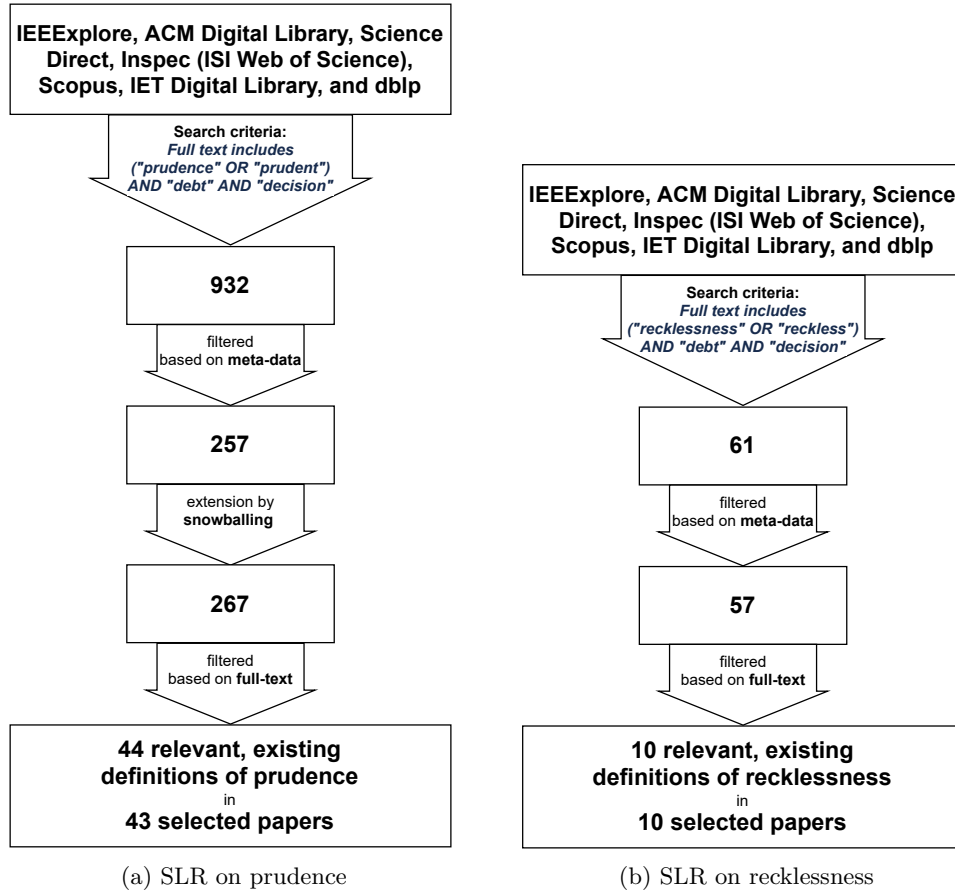 IEEExplore, ACM Digital Library, Science
Direct, Inspec (ISI Web of Science),
Scopus, IET Digital Library, and dblp
Search criteria:
Full text includes
("prudence" OR "prudent")
AND "debt" AND "decision"
932
filtered
based on meta-data
257
extension by
snowballing
267
filtered
based on full-text
44 relevant, existing
definitions of prudence
in
43 selected papers
(a) SLR on prudence
IEEExplore, ACM Digital Library, Science
Direct, Inspec (ISI Web of Science),
Scopus, IET Digital Library, and dblp
Search criteria:
Full text includes
("recklessness" OR "reckless")
AND "debt" AND "decision"
61
filtered
based on meta-data
57
filtered
based on full-text
10 relevant, existing
definitions of recklessness
in
10 selected papers
(b) SLR on recklessness